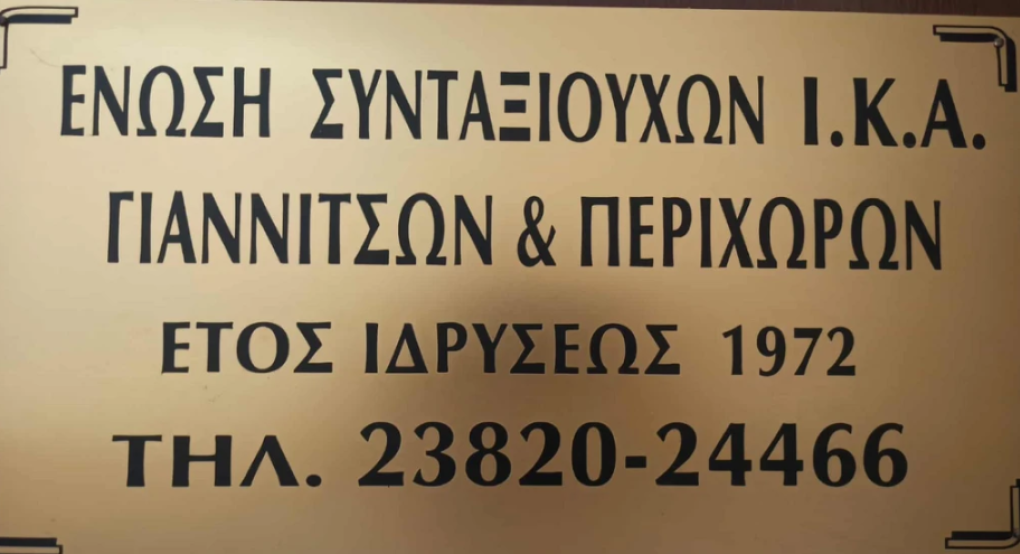 ΕΝΩΣΗ ΣΥΝΤΑΞΙΟΥΧΩΝ Ι.Κ.Α.
ΓΙΑΝΝΙΤΣΩΝ & ΠΕΡΙΧΩΡΩΝ
ΕΤΟΣ ΙΔΡΥΣΕΩΣ 1972
ΤΗΛ. 23820-24466